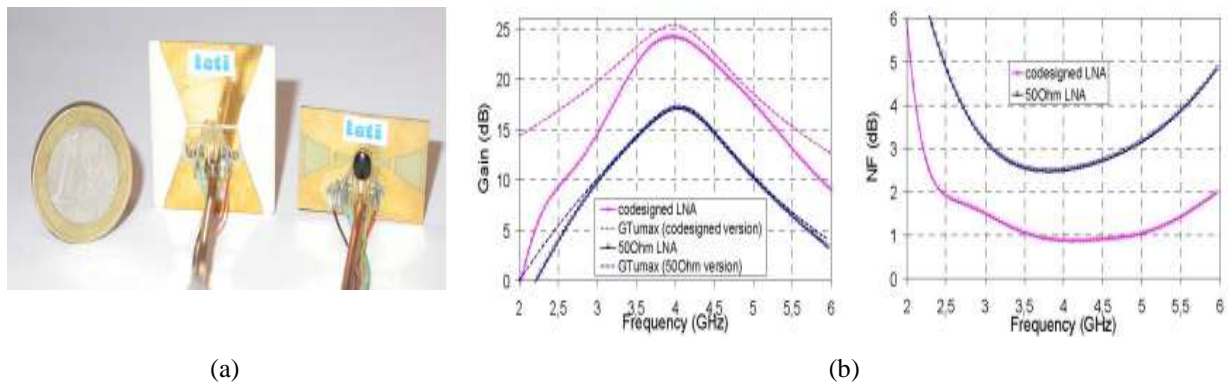 leti
leti
Gain (dB)
25
20
15
10
5
0
codesigned LNA
GTumax (codesigned version)
50Ohm LNA
GTumax (50Ohm version)
2 2,5 3 3,5 4 4,5 5 5,5 6
Frequency (GHz)
NF (dB)
6
5
4
3
2
1
0
codesigned LNA
50Ohm LNA
2 2,5 3 3,5 4 4,5 5 5,5 6
Frequency (GHz)
(a)
(b)